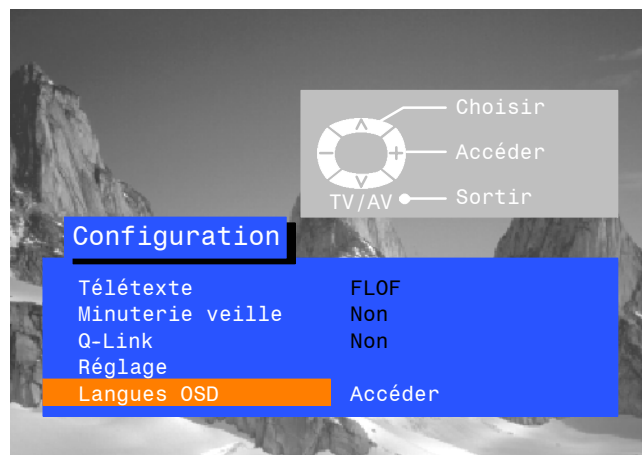 Choisir
Accéder
TV/AV Sortir
Configuration
Télétexte FLOF
Minuterie veille Non
Q-Link Non
Réglage
Langues OSD Accéder